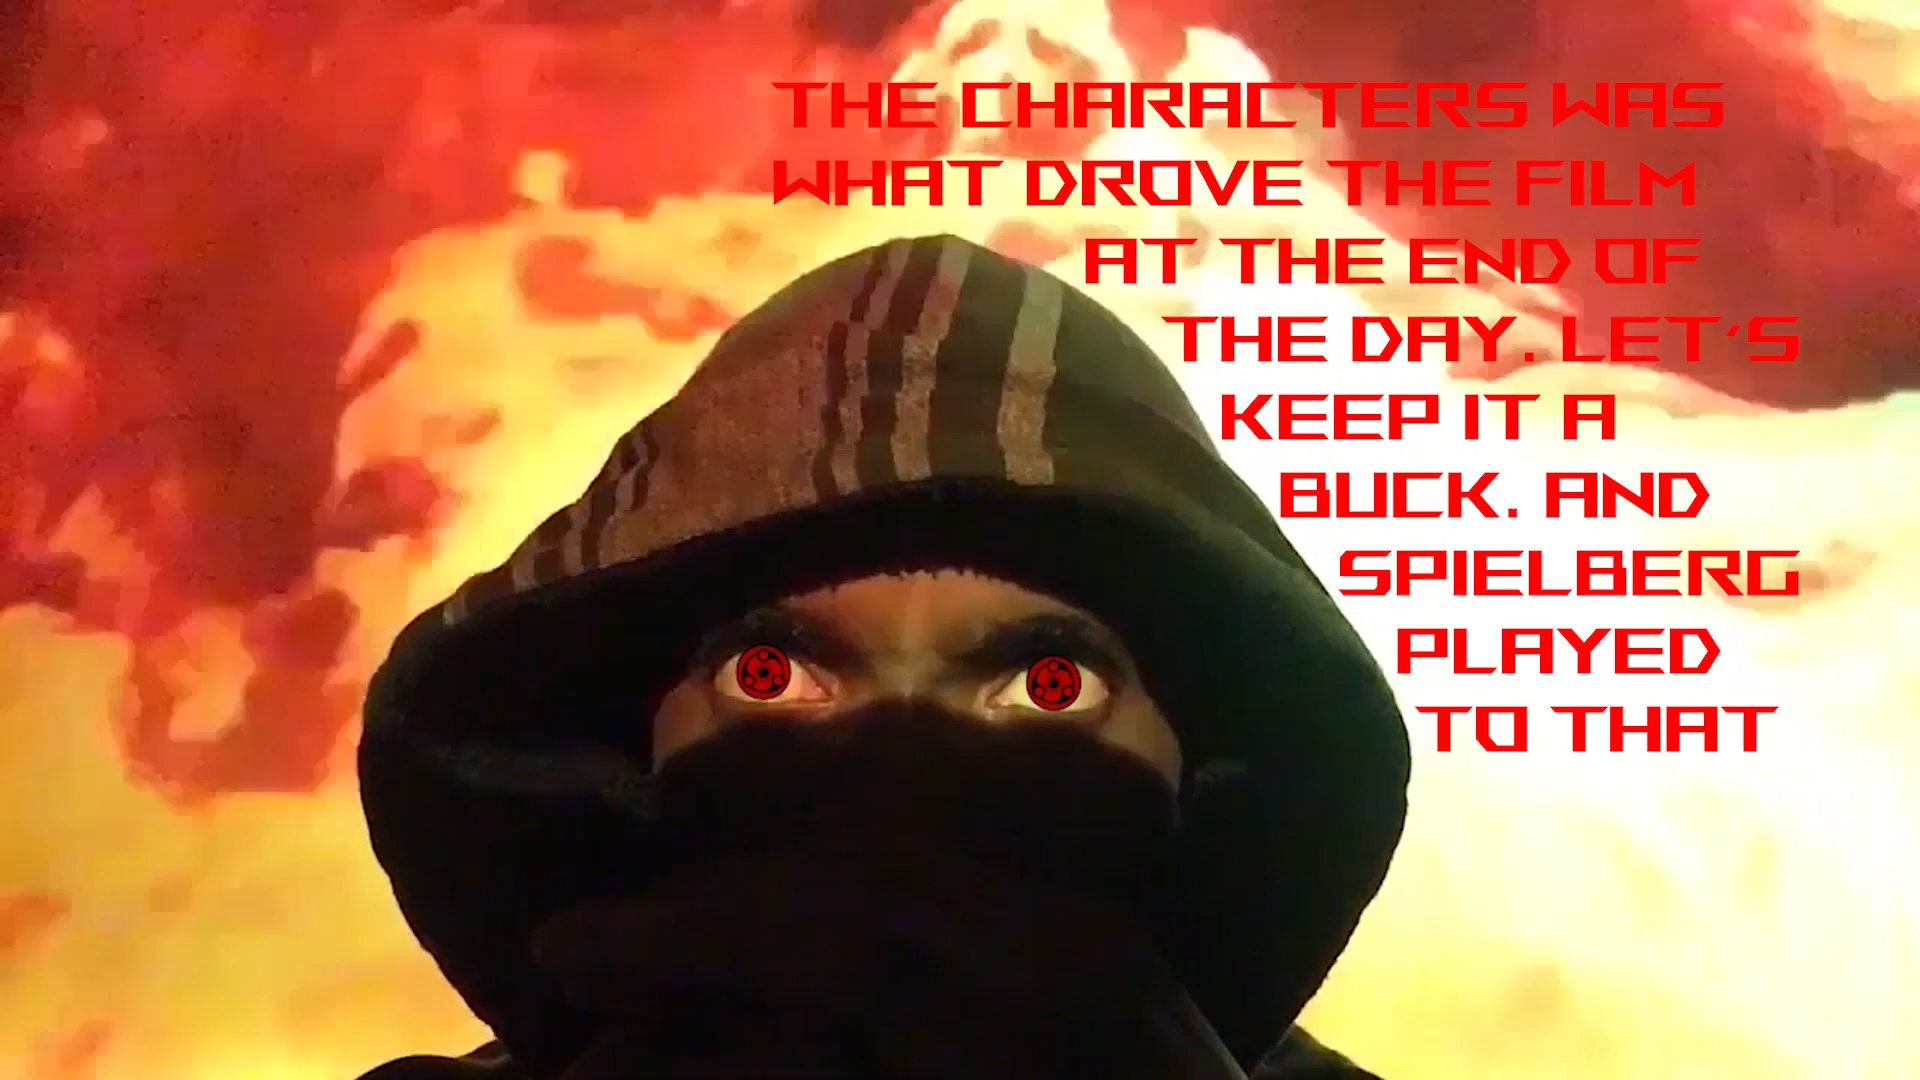 THE CHARACTERS WAS
WHAT DROVE THE FILM
AT THE END OF
THE DAY. LET'S
KEEP IT A
BUCK. AND
SPIELBERG
PLAYED
TO THAT